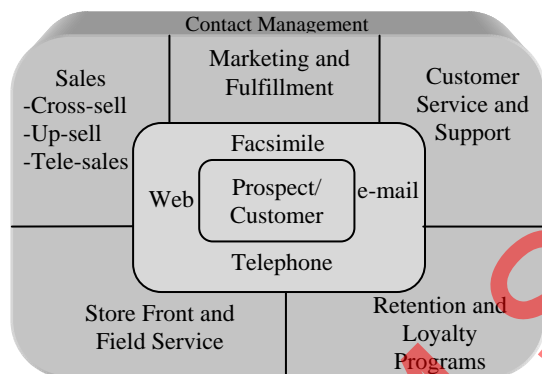 Contact Management
Sales
-Cross-sell
-Up-sell
-Tele-sales
Marketing and
Fulfillment
Customer
Service and
Support
Facsimile
Web
Prospect/
Customer
e-mail
Telephone
Store Front and
Field Service
Retention and
Loyalty
Programs